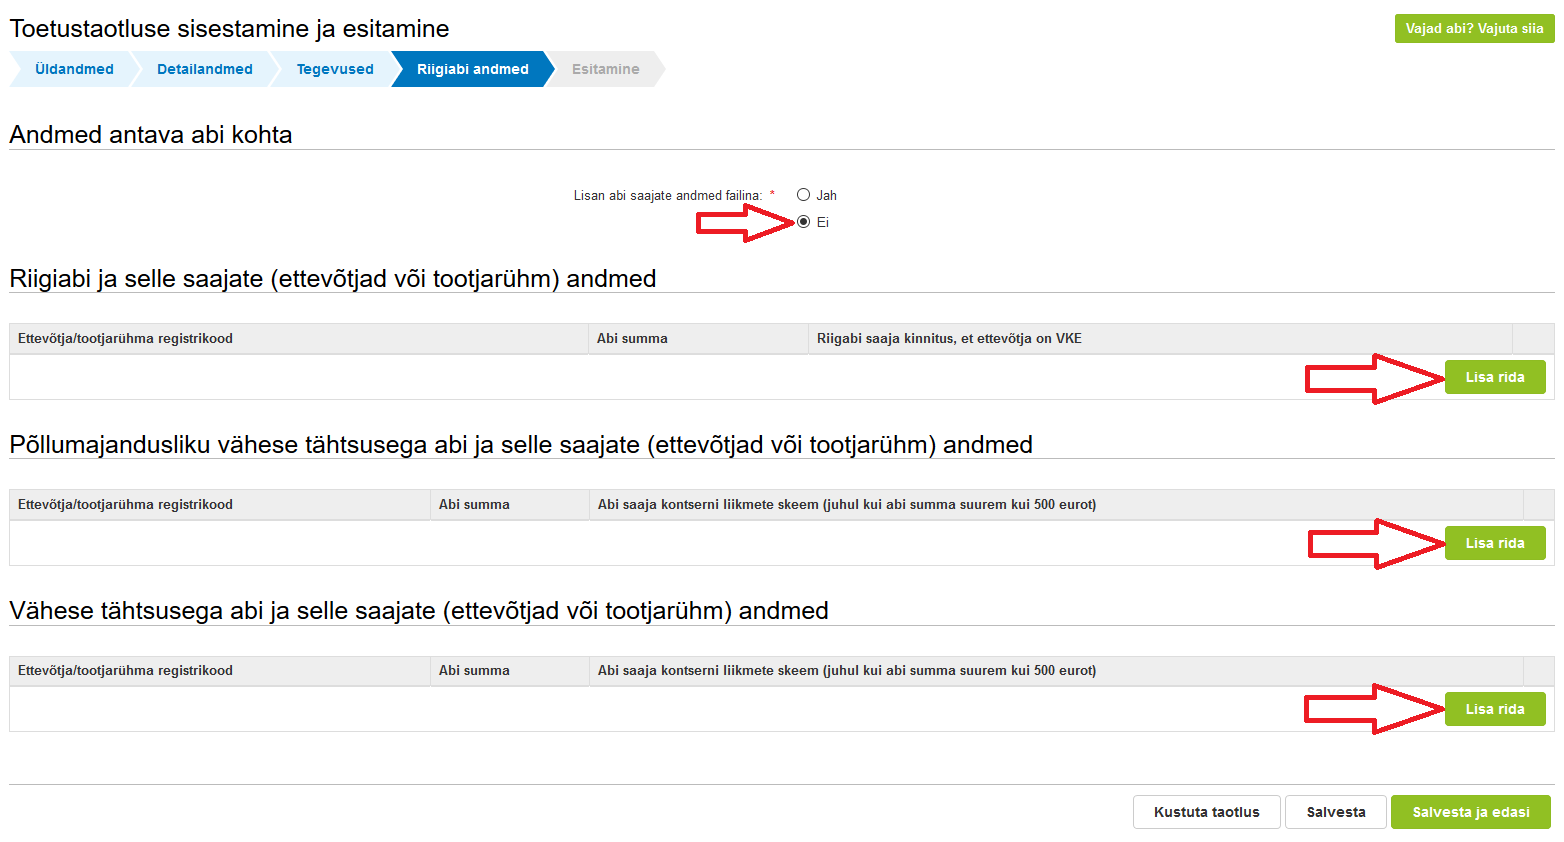 Toetustaotluse sisestamine ja esitamine
Vajad abi? Vajuta siia
Üldandmed Detailandmed Tegevused Riigiabi andmed Esitamine
Andmed antava abi kohta
Lisan abi saajate andmed failina: * Jah
Ei
Riigiabi ja selle saajate (ettevõtjad või tootjarühm) andmed
Ettevõtja/tootjarühma registrikood Abi summa Riigabi saaja kinnitus, et ettevõtja on VKE
Lisa rida
Põllumajandusliku vähese tähtsusega abi ja selle saajate (ettevõtjad või tootjarühm) andmed
Ettevõtja/tootjarühma registrikood Abi summa Abi saaja kontserni liikmete skeem (juhul kui abi summa suurem kui 500 eurot)
Lisa rida
Vähese tähtsusega abi ja selle saajate (ettevõtjad või tootjarühm) andmed
Ettevõtja/tootjarühma registrikood Abi summa Abi saaja kontserni liikmete skeem (juhul kui abi summa suurem kui 500 eurot)
Lisa rida
Kustuta taotlus Salvesta Salvesta ja edasi